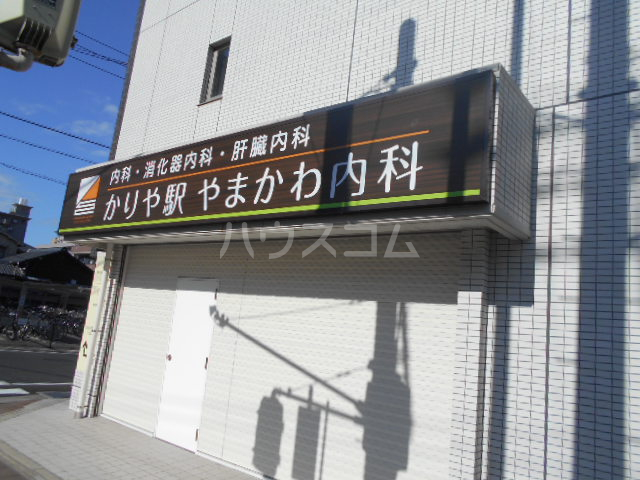 内科・消化器内科・肝臓内科
かりや駅 やまかわ内科
ハウスコム